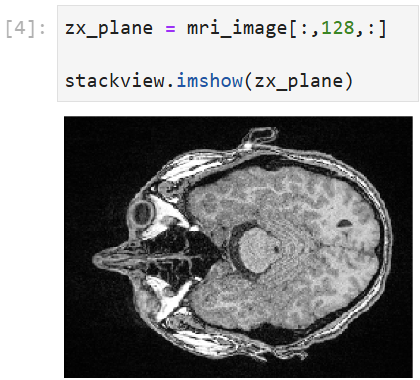 [4]: zx_plane = mri_image[:,128,:]
stackview.imshow(zx_plane)